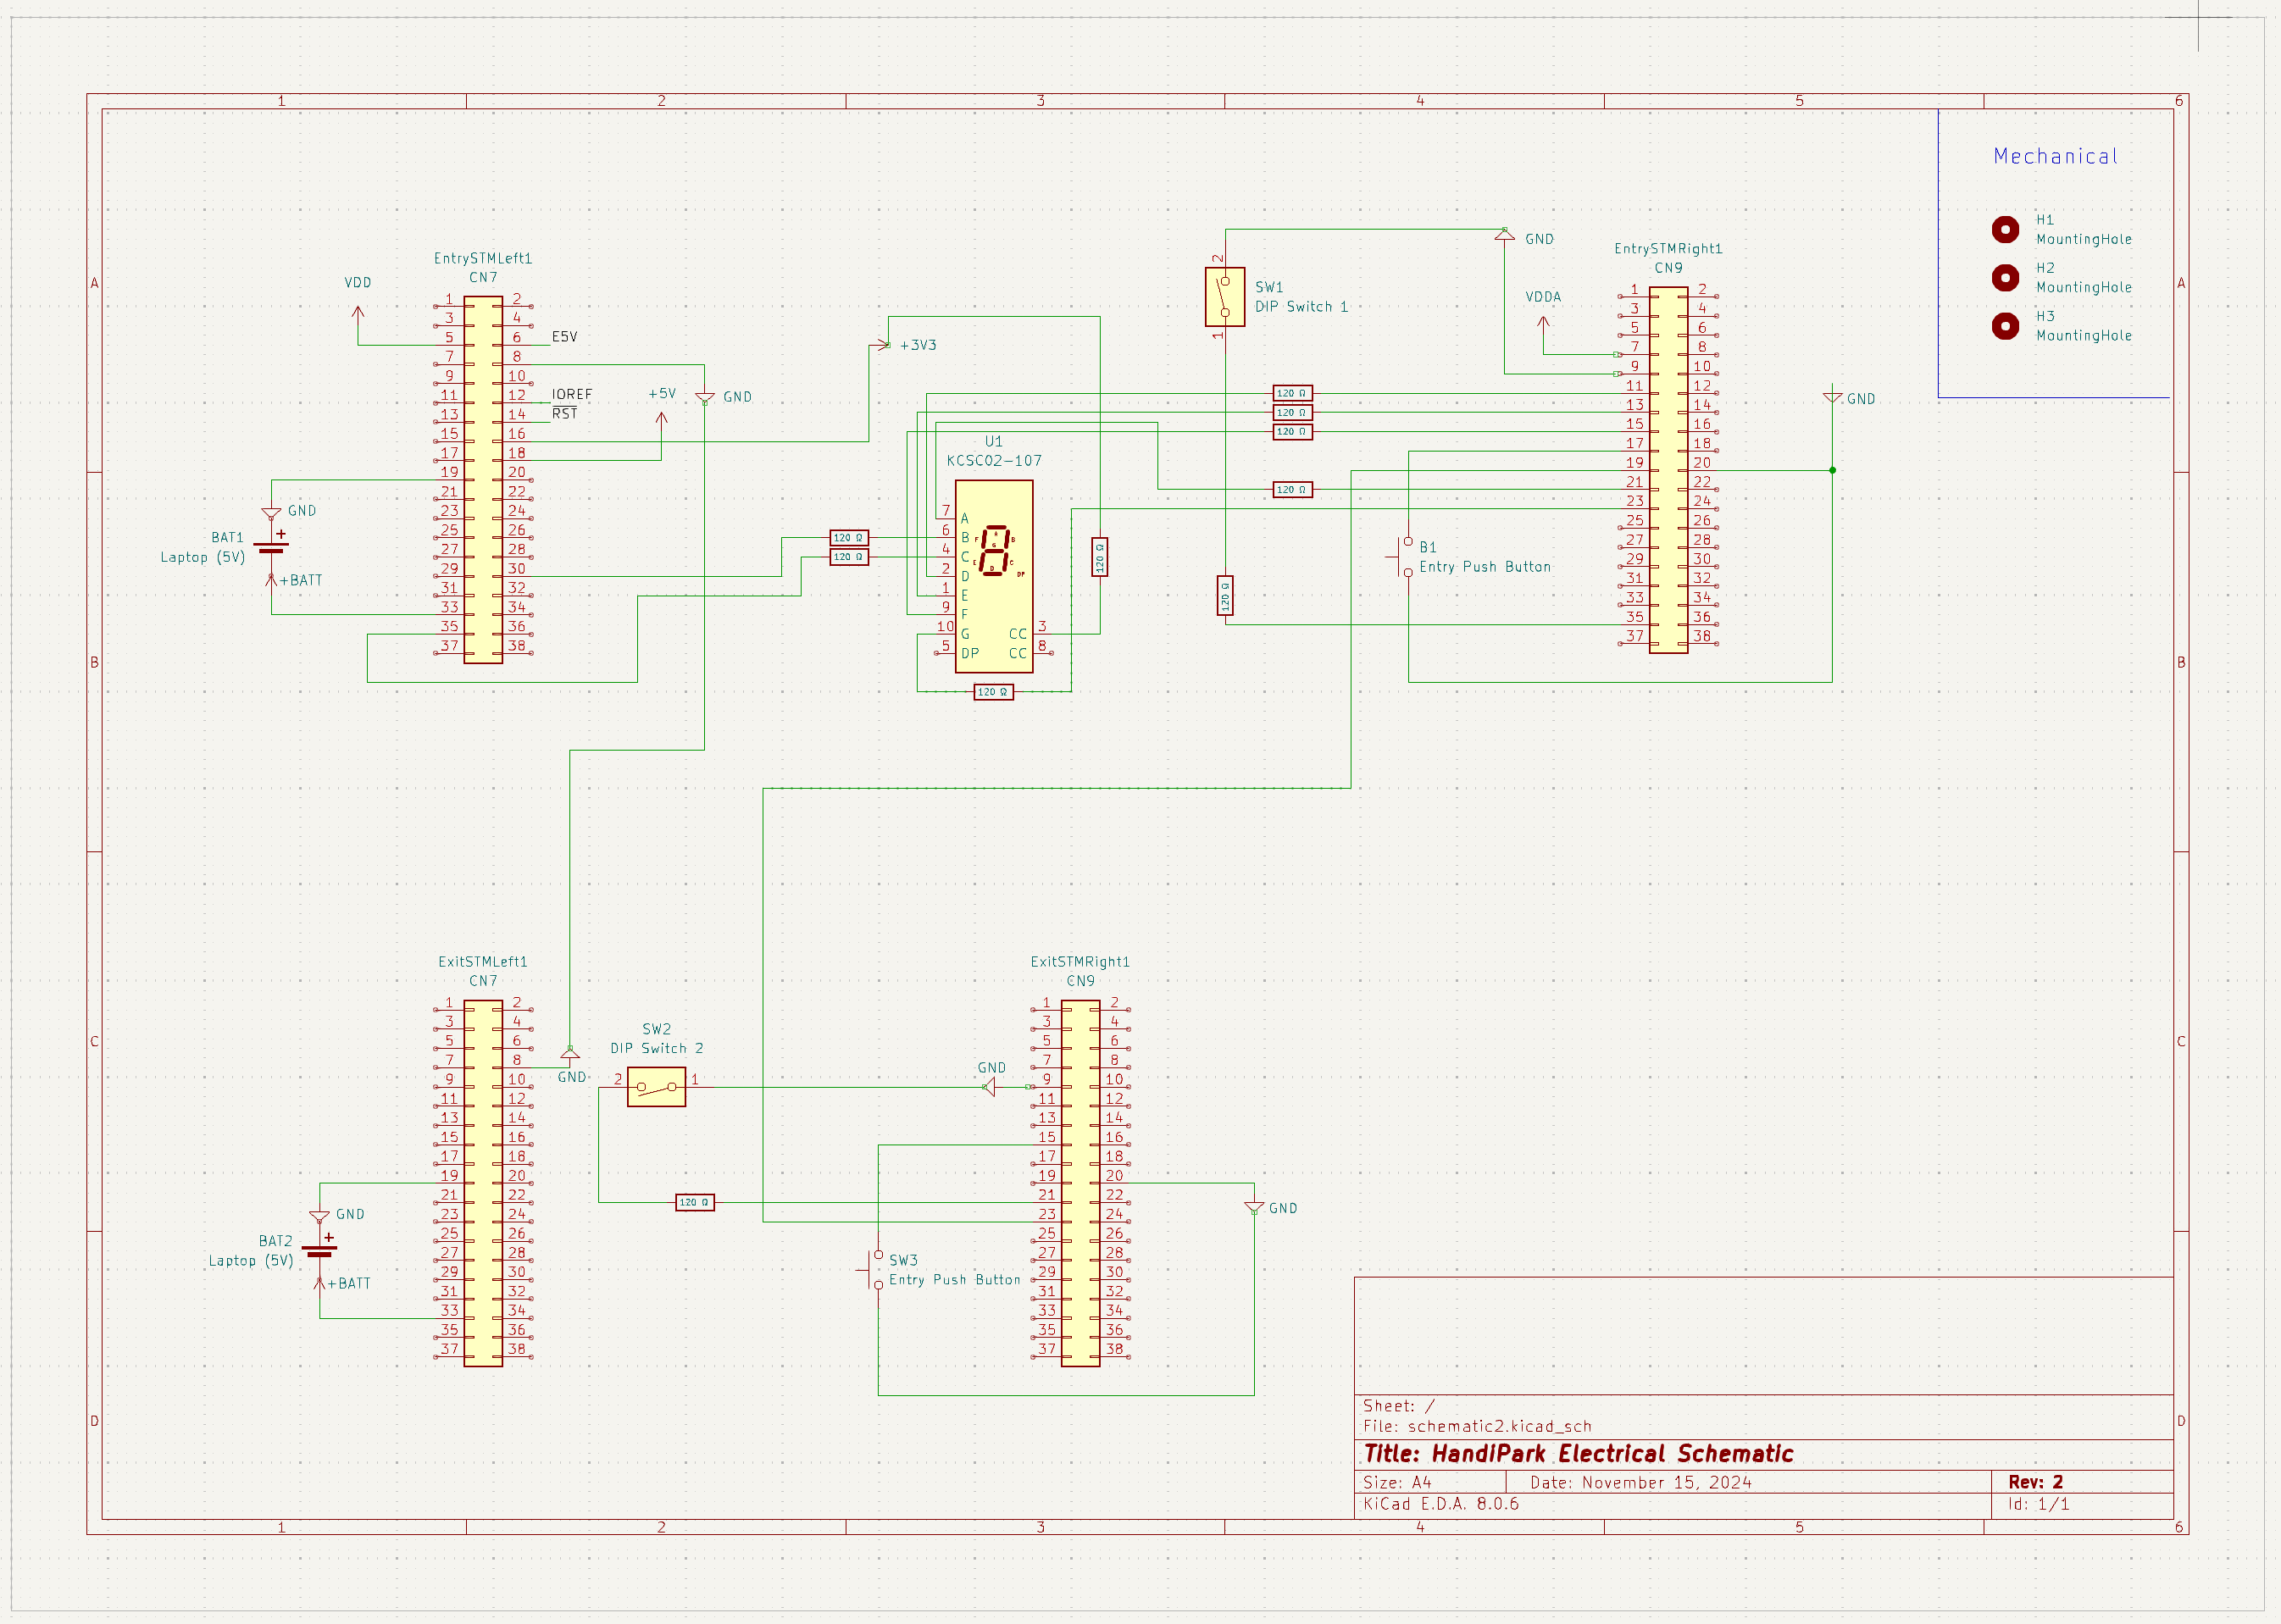 1 2 3 4 5 6
Mechanical
H1
MountingHole
H2
MountingHole
H3
MountingHole
A
B
C
D
A
B
C
D
EntrySTMLeft1
CN7
VDD
1 2
3 4
5 6
7 8
9 10
11 12
13 14
15 16
17 18
19 20
21 22
23 24
25 26
27 28
29 30
31 32
33 34
35 36
37 38
E5V
IOREF
RST
+5V
GND
GND
BAT1
Laptop (5V)
+
+BATT
+3V3
U1
KCSC02-107
7 A
6 B
4 C
2 D
1 E
9 F
10 G
5 DP
CC 3
CC 8
A
F B
G
E C
D
DP
120 Ω
120 Ω
120 Ω
120 Ω
120 Ω
120 Ω
120 Ω
120 Ω
120 Ω
2
SW1
DIP Switch 1
1
GND
VDDA
EntrySTMRight1
CN9
1 2
3 4
5 6
7 8
9 10
11 12
13 14
15 16
17 18
19 20
21 22
23 24
25 26
27 28
29 30
31 32
33 34
35 36
37 38
GND
B1
Entry Push Button
ExitSTMLeft1
CN7
1 2
3 4
5 6
7 8
9 10
11 12
13 14
15 16
17 18
19 20
21 22
23 24
25 26
27 28
29 30
31 32
33 34
35 36
37 38
GND
GND
BAT2
Laptop (5V)
+
+BATT
SW2
DIP Switch 2
2 1
120 Ω
GND
ExitSTMRight1
CN9
1 2
3 4
5 6
7 8
9 10
11 12
13 14
15 16
17 18
19 20
21 22
23 24
25 26
27 28
29 30
31 32
33 34
35 36
37 38
GND
SW3
Entry Push Button
Sheet: /
File: schematic2.kicad_sch
Title: HandiPark Electrical Schematic
Size: A4 Date: November 15, 2024 Rev: 2
KiCad E.D.A. 8.0.6 Id: 1/1
1 2 3 4 5 6